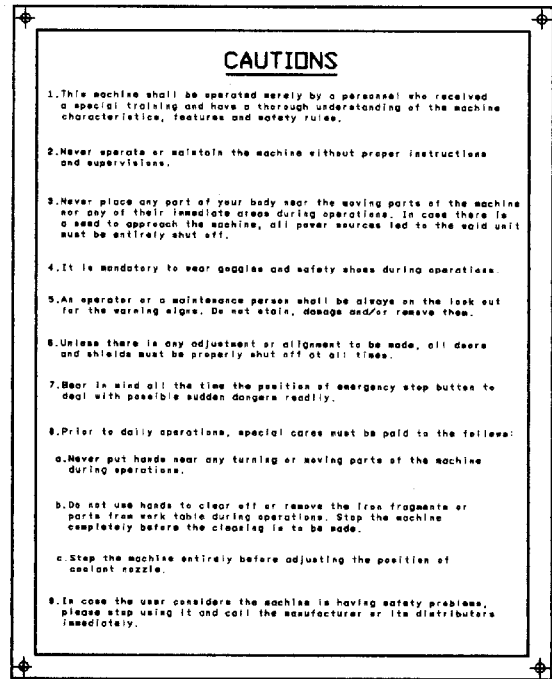 CAUTIONS
1.This machine shall be operated merely by a personnel who received
a special training and have a thorough understanding of the machine
characteristics, features and safety rules.
2.Never operate or maintain the machine without proper instructions
and supervisions.
3.Never place any part of your body near the moving parts of the machine
nor any of their immediate areas during operations. In case there is
a need to approach the machine, all power sources led to the said unit
must be entirely shut off.
4.It is mandatory to wear goggles and safety shoes during operations.
5.An operator or a maintenance person shall be always on the look out
for the warning signs. Do not stain, damage and/or remove them.
6.Unless there is any adjustment or alignment to be made, all doors
and shields must be properly shut off at all times.
7.Bear in mind all the time the position of emergency stop button to
deal with possible sudden dangers readily.
8.Prior to daily operations, special cares must be paid to the follows:
a.Never put hands near any turning or moving parts of the machine
during operations.
b.Do not use hands to clear off or remove the iron fragments or
parts from work table during operations. Stop the machine
completely before the cleaning is to be made.
c.Stop the machine entirely before adjusting the position of
coolant nozzle.
9.In case the user considers the machine is having safety problems,
please stop using it and call the manufacturer or its distributors
immediately.